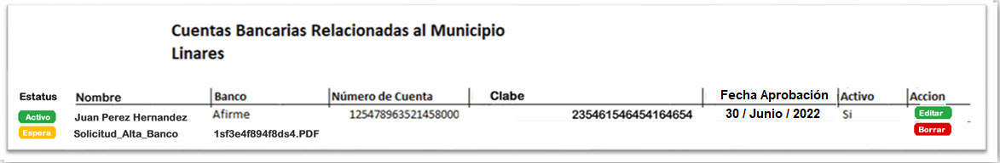 Cuentas Bancarias Relacionadas al Municipio
Linares
Estatus Nombre Banco Número de Cuenta Clabe Fecha Aprobación Activo Accion
Activo Juan Perez Hernandez Afirme 125478963521458000 235461546454164654 30 / Junio / 2022 Si Editar
Espera Solicitud_Alta_Banco 1sf3e4f894f8ds4.PDF Borrar